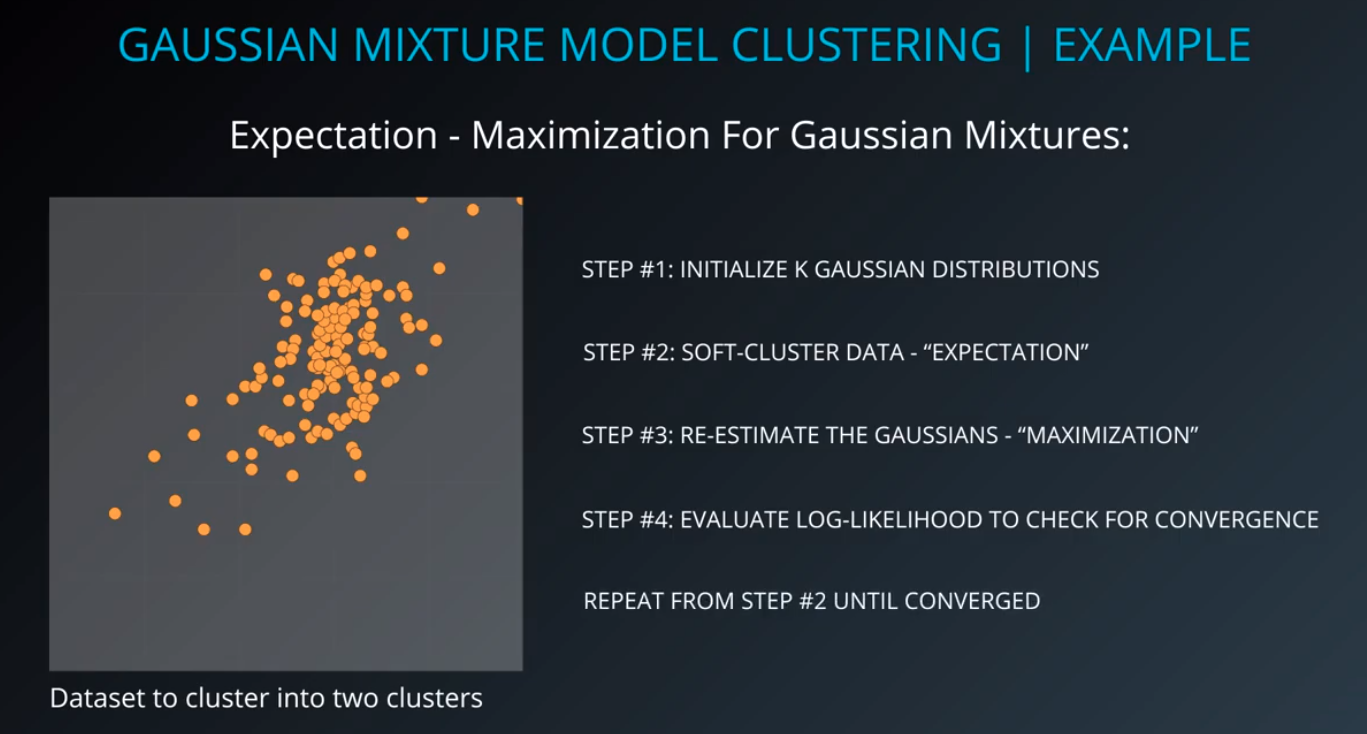 GAUSSIAN MIXTURE MODEL CLUSTERING | EXAMPLE
Expectation - Maximization For Gaussian Mixtures:
STEP #1: INITIALIZE K GAUSSIAN DISTRIBUTIONS
STEP #2: SOFT-CLUSTER DATA - “EXPECTATION”
STEP #3: RE-ESTIMATE THE GAUSSIANS - “MAXIMIZATION”
STEP #4: EVALUATE LOG-LIKELIHOOD TO CHECK FOR CONVERGENCE
REPEAT FROM STEP #2 UNTIL CONVERGED
Dataset to cluster into two clusters